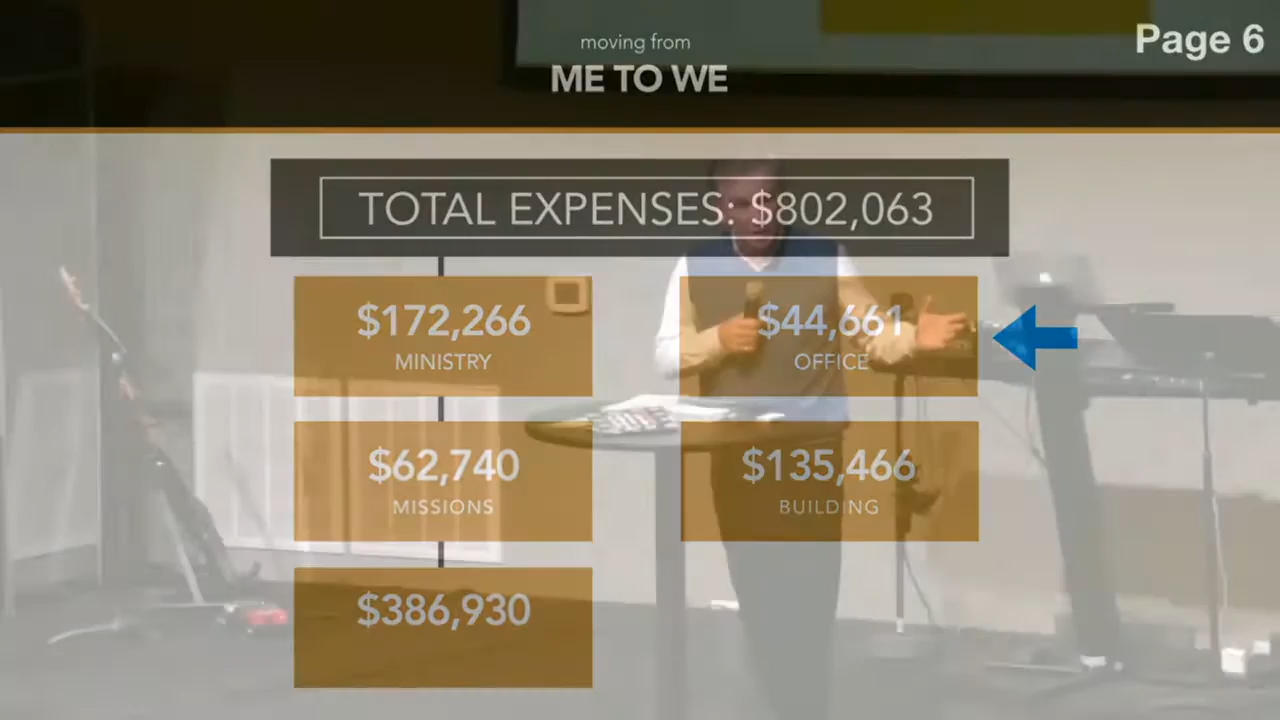 moving from
ME TO WE
Page 6
TOTAL EXPENSES: $802,063
$172,266
MINISTRY
$44,661
OFFICE
$62,740
MISSIONS
$135,466
BUILDING
$386,930